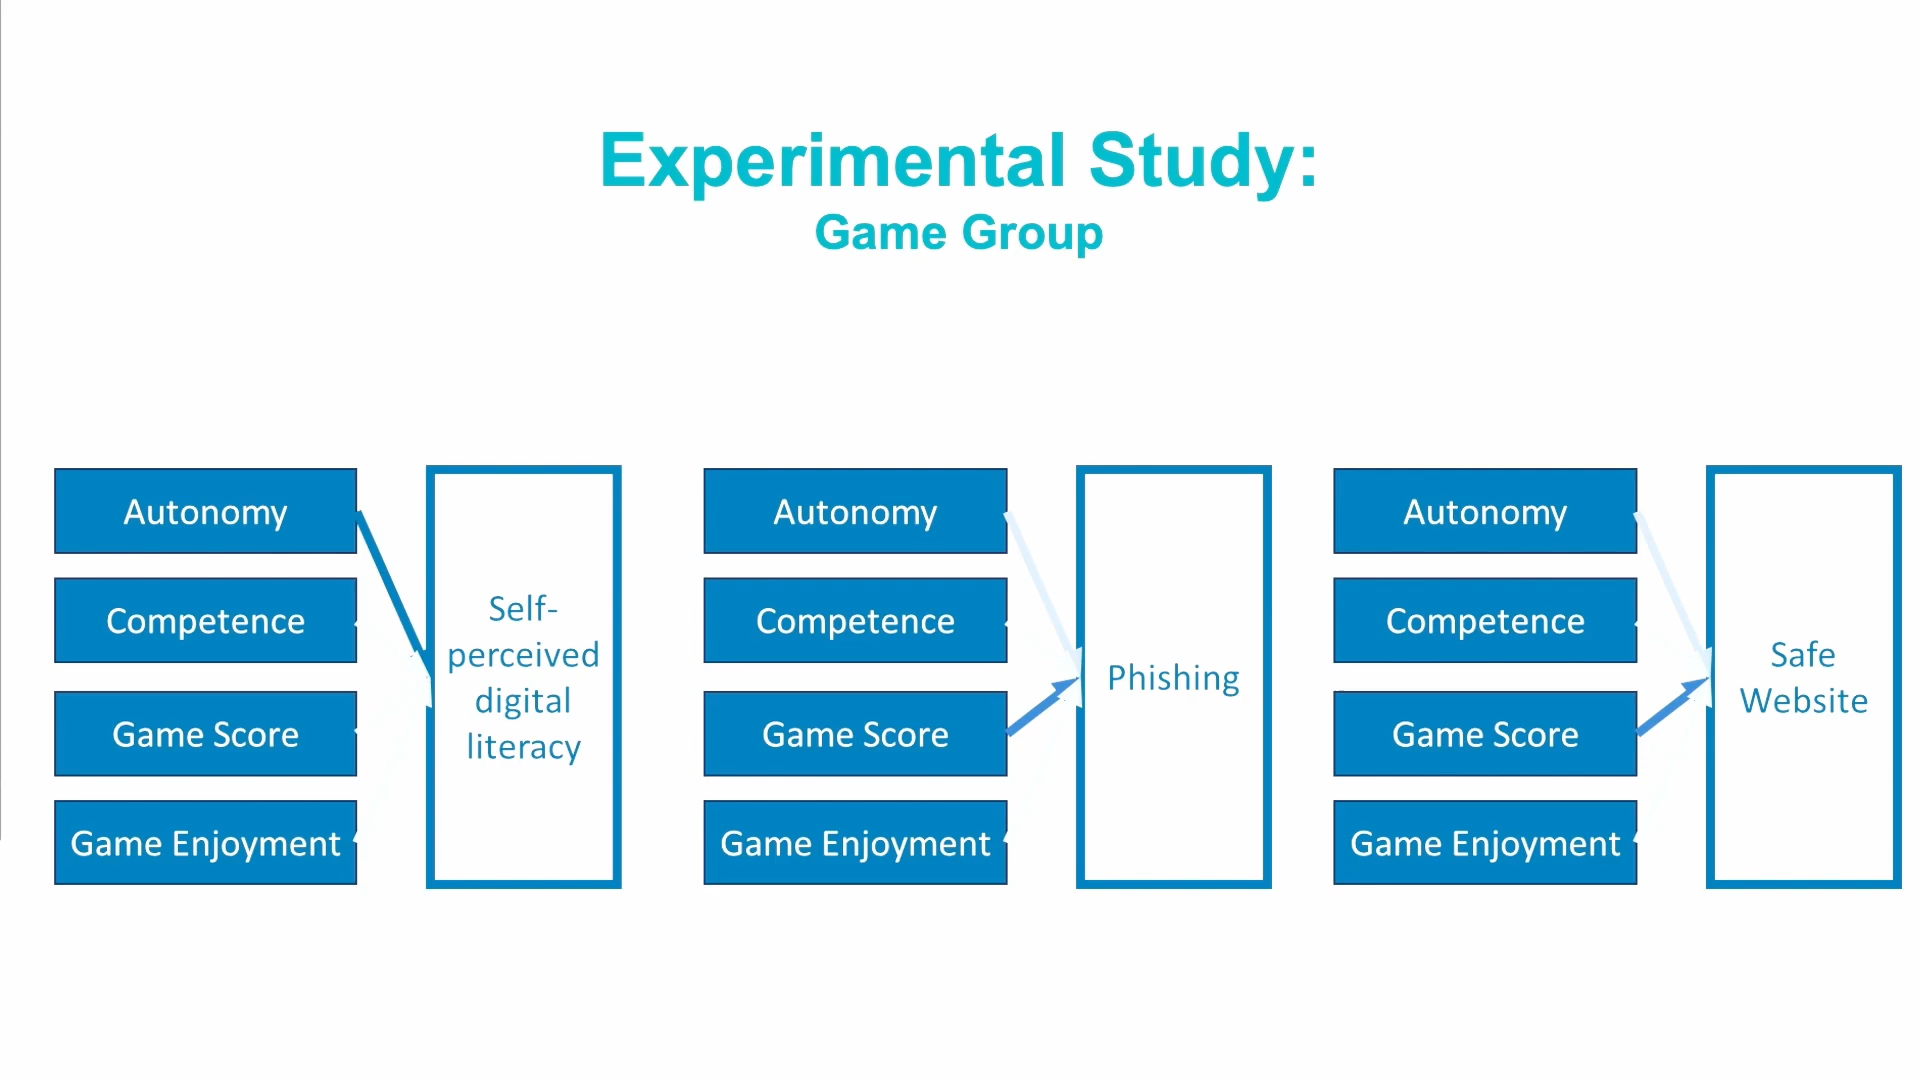 Experimental Study:
Game Group
Autonomy
Competence
Game Score
Game Enjoyment
Self-
perceived
digital
literacy
Autonomy
Competence
Game Score
Game Enjoyment
Phishing
Autonomy
Competence
Game Score
Game Enjoyment
Safe
Website